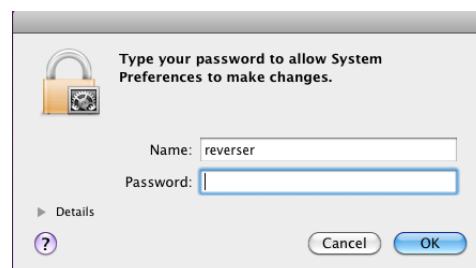 Type your password to allow System
Preferences to make changes.
Name: reverser
Password:
Details
?
Cancel OK